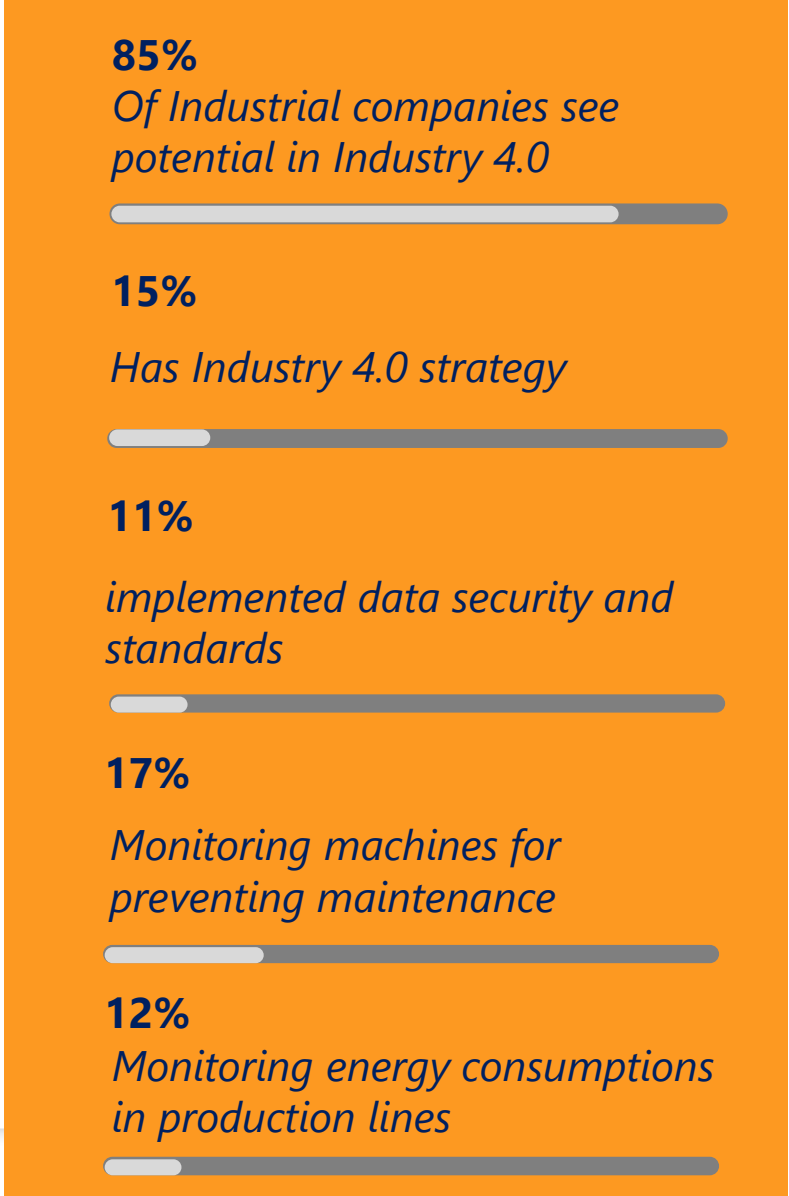 85%
Of Industrial companies see
potential in Industry 4.0
15%
Has Industry 4.0 strategy
11%
implemented data security and
standards
17%
Monitoring machines for
preventing maintenance
12%
Monitoring energy consumptions
in production lines